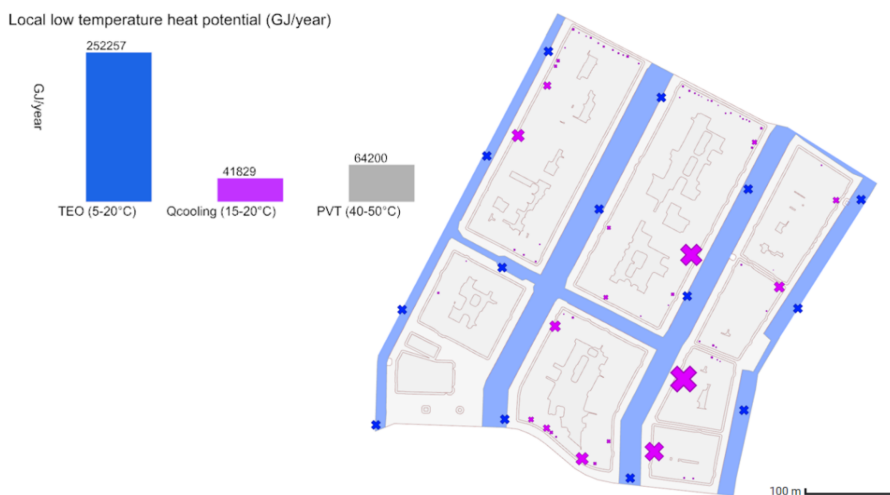 Local low temperature heat potential (GJ/year)
252257
GJ/year
41829
64200
TEO (5-20°C)
Qcooling (15-20°C)
PVT (40-50°C)
100 m